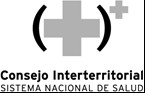 Consejo Interterritorial
SISTEMA NACIONAL DE SALUD